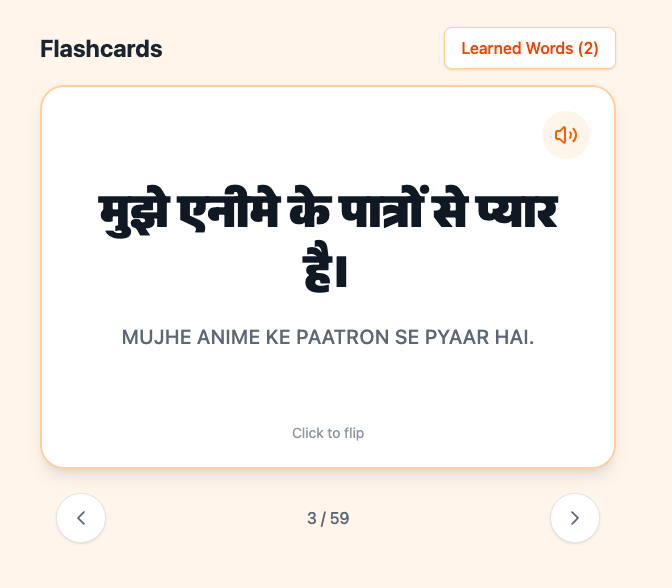 Flashcards
Learned Words (2)
मुझे एनीमे के पात्रों से प्यार
है।
MUJHE ANIME KE PAATRON SE PYAAR HAI.
Click to flip
3 / 59